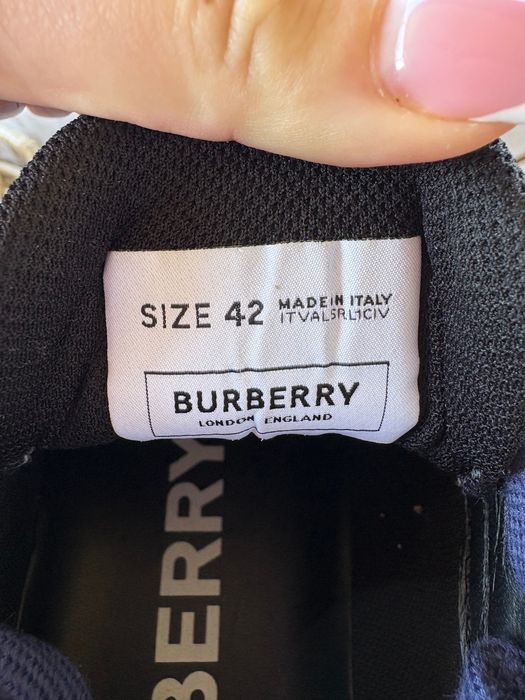 SIZE 42
MADE IN ITALY
ITVALSRL1CIV
BURBERRY
LONDON ENGLAND
BERRY